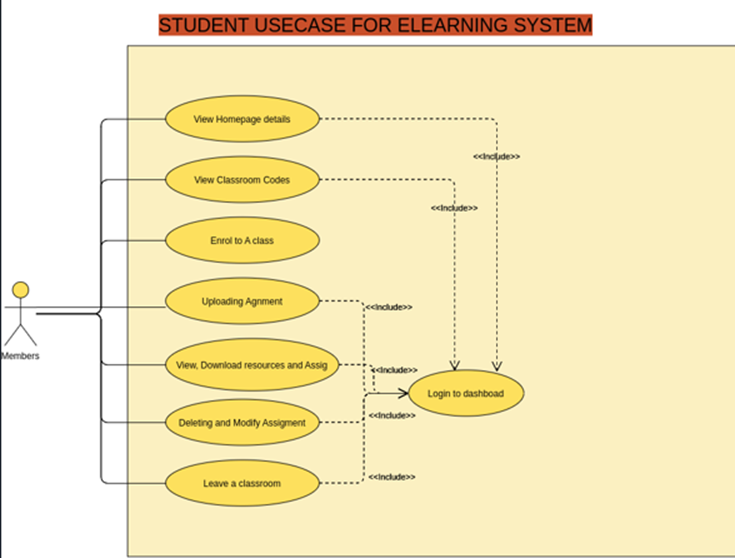 STUDENT USECASE FOR ELEARNING SYSTEM
View Homepage details
<<Include>>
View Classroom Codes
<<Include>>
Enrol to A class
Uploading Agnment
<<Include>>
Members
View, Download resources and Assig
<<Include>>
Login to dashboad
Deleting and Modify Assigment
<<Include>>
Leave a classroom
<<Include>>